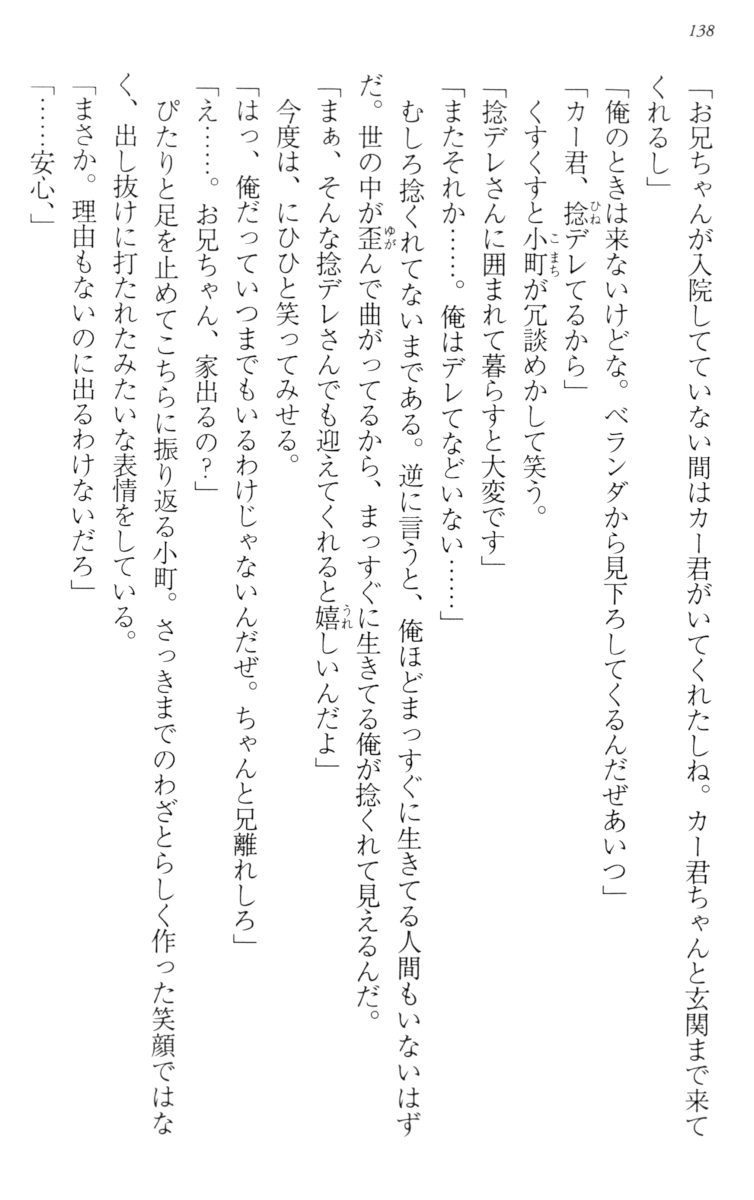 138
「お兄ちゃんが入院してていない間はカー君がいてくれたしね。カー君ちゃんと玄関まで来て
くれるし」
「俺のときは来ないけどな。ベランダから見下ろしてくるんだぜあいつ」
「カー君、捻デレてるから」
くすくすと小町が冗談めかして笑う。
「捻デレさんに囲まれて暮らすと大変です」
「またそれか……。俺はデレてなどいない……」
むしろ捻くれてないまである。逆に言うと、俺ほどまっすぐに生きてる人間もいないはず
だ。世の中が歪んで曲がってるから、まっすぐに生きてる俺が捻くれて見えるんだ。
「まぁ、そんな捻デレさんでも迎えてくれると嬉しいんだよ」
今度は、にひひと笑ってみせる。
「はっ、俺だっていつまでもいるわけじゃないんだぜ。ちゃんと兄離れしろ」
「え……。お兄ちゃん、家出るの？」
ぴたりと足を止めてこちらに振り返る小町。さっきまでのわざとらしく作った笑顔ではな
く、出し抜けに打たれたみたいな表情をしている。
「まさか。理由もないのに出るわけないだろ」
「……安心、」